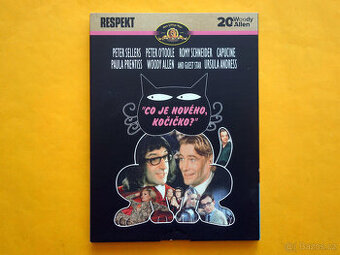 RESPEKT
20 Woody Allen
PETER SELLERS PETER O'TOOLE ROMY SCHNEIDER CAPUCINE
PAULA PRENTISS WOODY ALLEN AND GUEST STAR URSULA ANDRESS
"CO JE NOVÉHO,
KOČIČKO?"